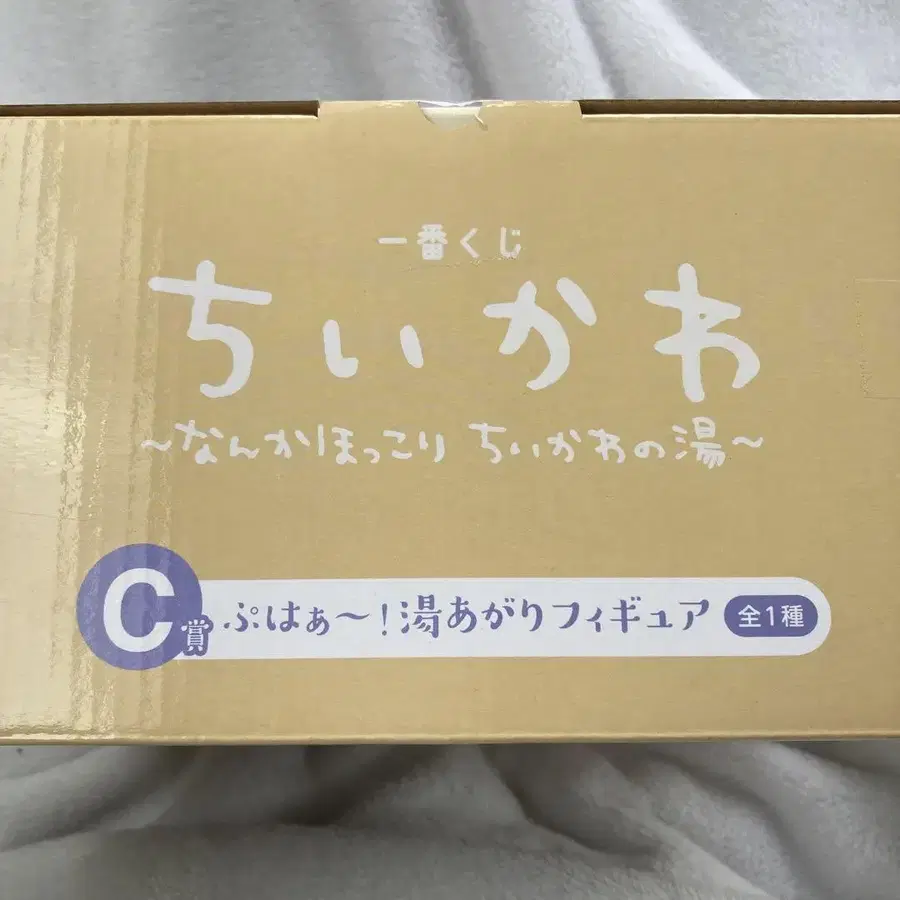 一番くじ
ちいかわ
～なんかほっこり ちいかわの湯～
C賞 ぷはぁ～!湯あがりフィギュア 全1種